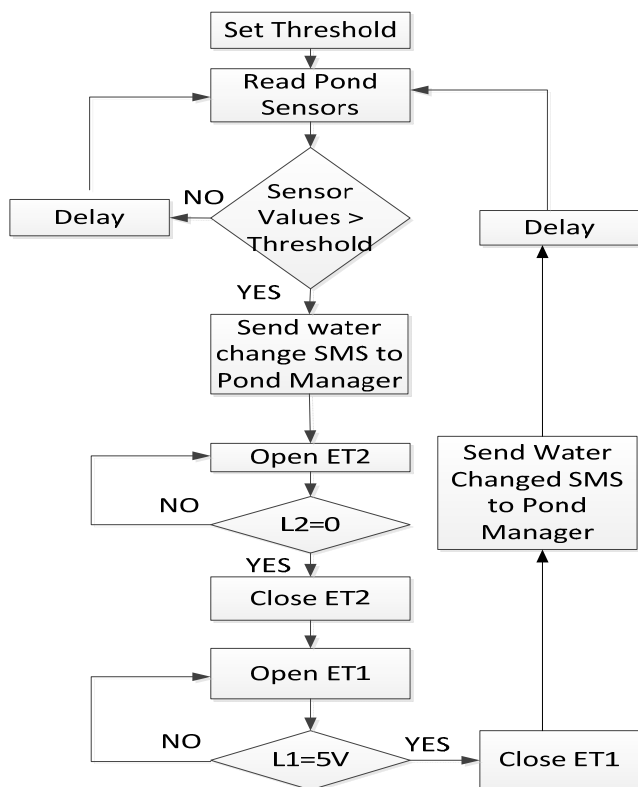 Set Threshold
Read Pond
Sensors
NO
Sensor
Values >
Threshold
Delay
Delay
YES
Send water
change SMS to
Pond Manager
Open ET2
NO
L2=0
YES
Close ET2
Send Water
Changed SMS
to Pond
Manager
Open ET1
NO
L1=5V
YES
Close ET1